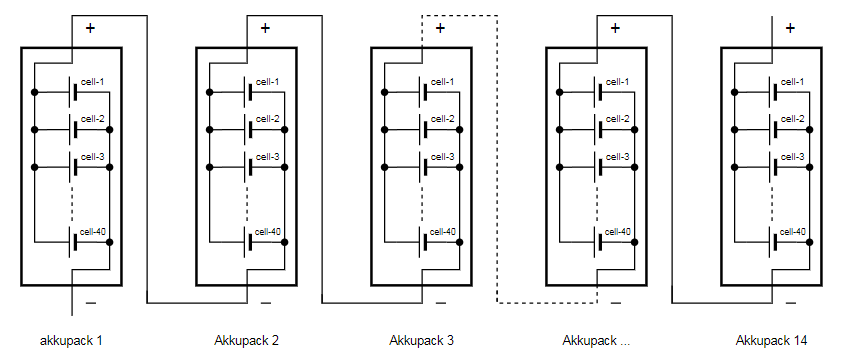 + + + + +
cell-1 cell-1 cell-1 cell-1 cell-1
cell-2 cell-2 cell-2 cell-2 cell-2
cell-3 cell-3 cell-3 cell-3 cell-3
cell-40 cell-40 cell-40 cell-40 cell-40
− − − − −
akkupack 1 Akkupack 2 Akkupack 3 Akkupack ... Akkupack 14